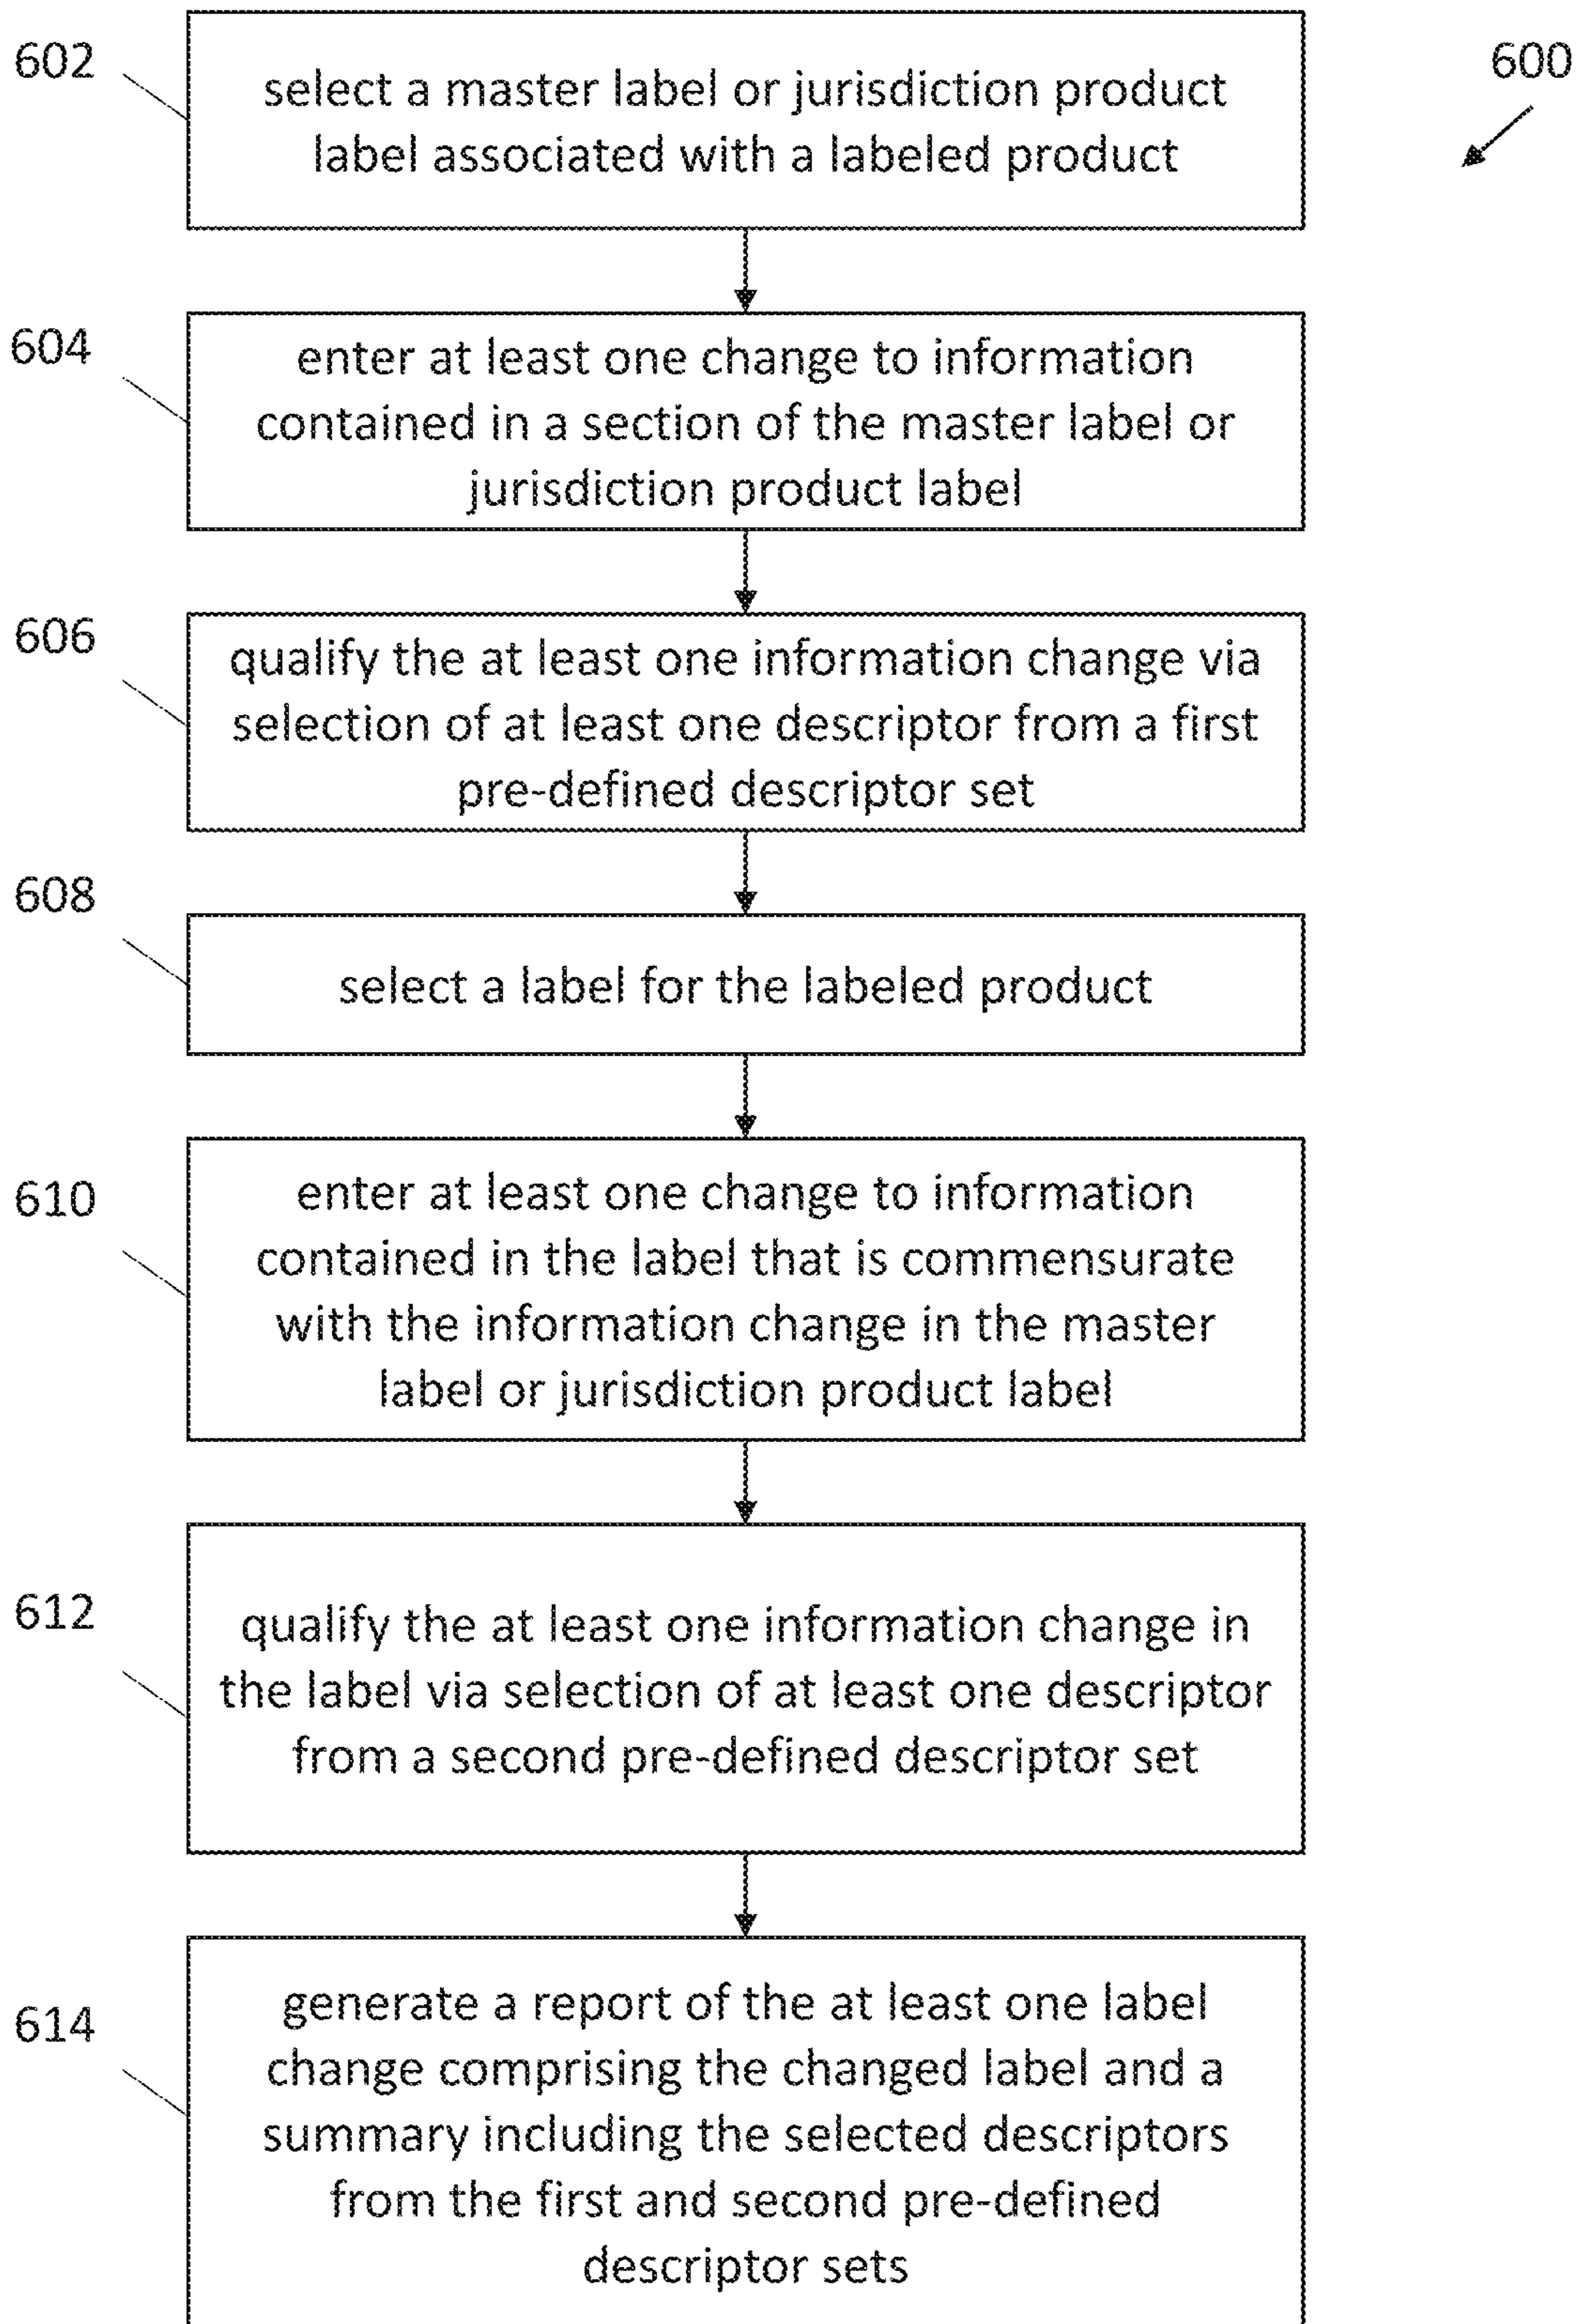 602
600
select a master label or jurisdiction product
label associated with a labeled product
604
enter at least one change to information
contained in a section of the master label or
jurisdiction product label
606
qualify the at least one information change via
selection of at least one descriptor from a first
pre-defined descriptor set
608
select a label for the labeled product
610
enter at least one change to information
contained in the label that is commensurate
with the information change in the master
label or jurisdiction product label
612
qualify the at least one information change in
the label via selection of at least one descriptor
from a second pre-defined descriptor set
614
generate a report of the at least one label
change comprising the changed label and a
summary including the selected descriptors
from the first and second pre-defined
descriptor sets